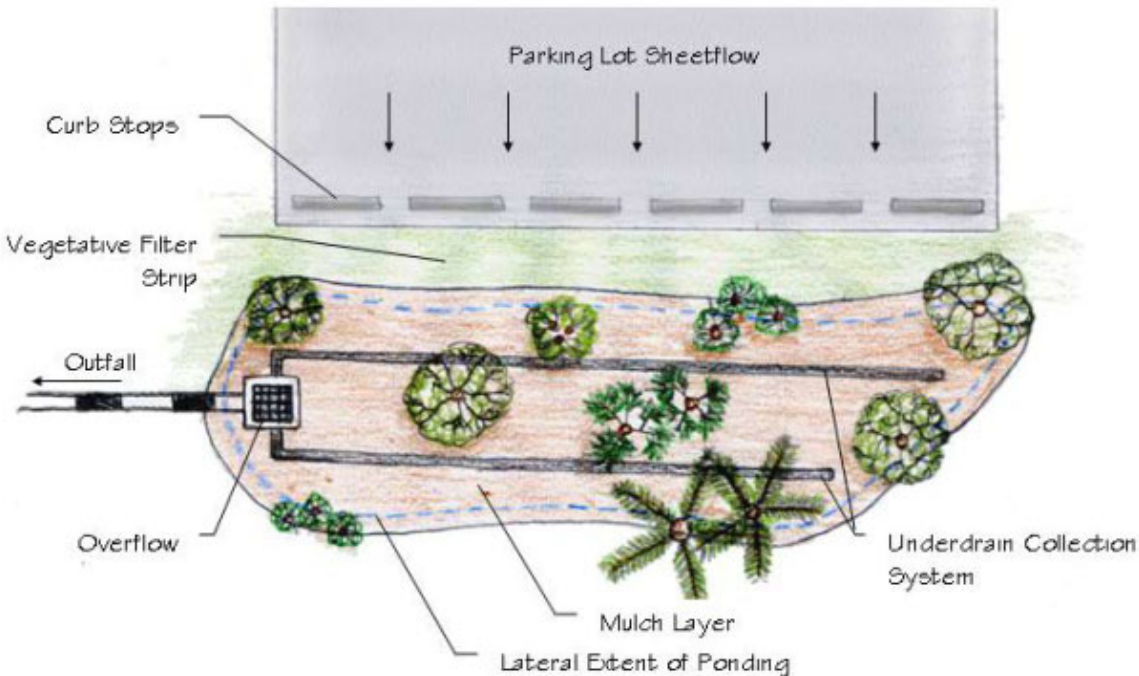 Parking Lot Sheetflow
Curb Stops
Vegetative Filter
Strip
Outfall
Overflow
Underdrain Collection
System
Mulch Layer
Lateral Extent of Ponding